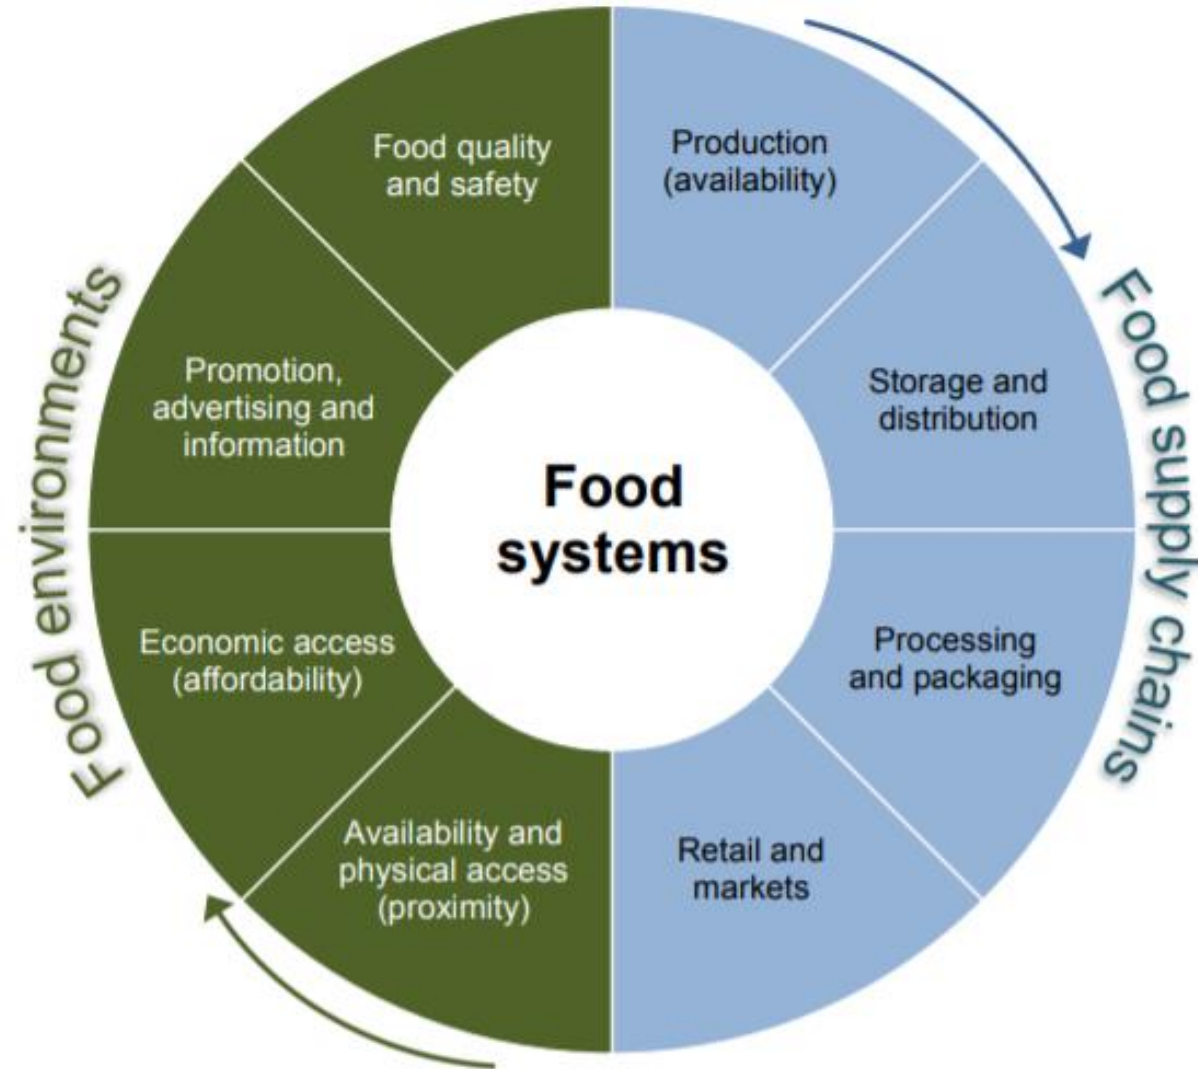 Food quality
and safety
Production
(availability)
Promotion,
advertising and
information
Storage and
distribution
Food
systems
Economic access
(affordability)
Processing
and packaging
Availability and
physical access
(proximity)
Retail and
markets
Food environments
Food supply chains